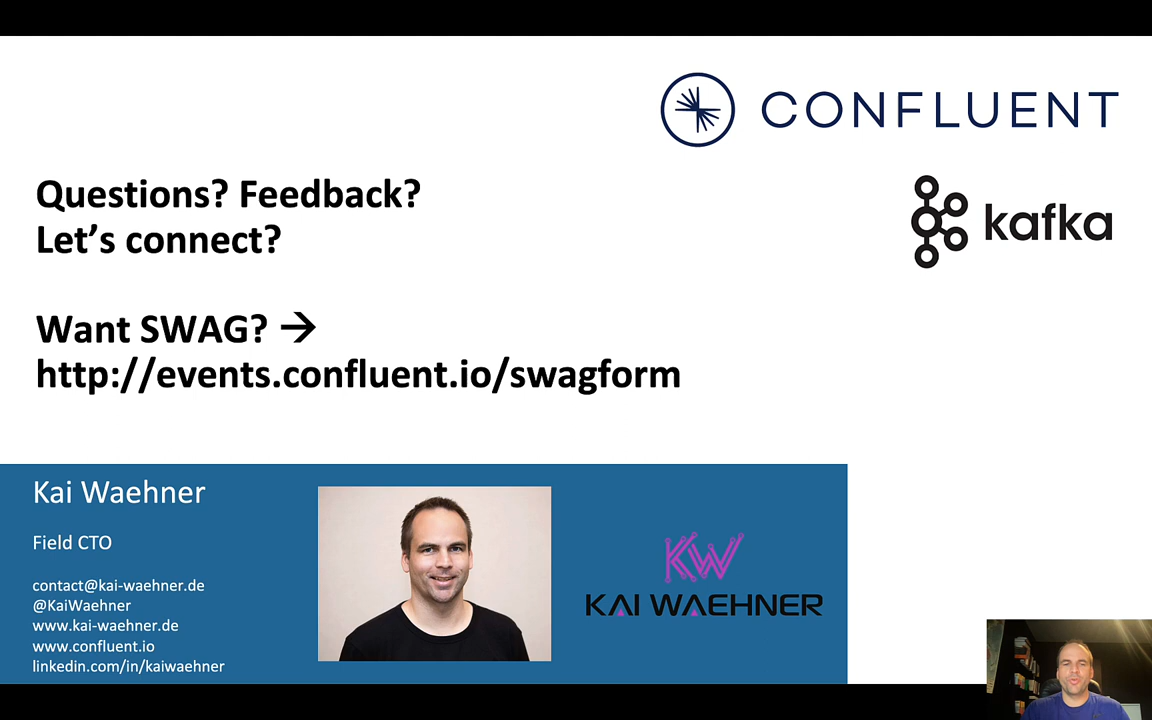 CONFLUENT
Questions? Feedback?
Let’s connect?
kafka
Want SWAG? →
http://events.confluent.io/swagform
Kai Waehner
Field CTO
contact@kai-waehner.de
@KaiWaehner
www.kai-waehner.de
www.confluent.io
linkedin.com/in/kaiwaehner
KW
KAI WAEHNER